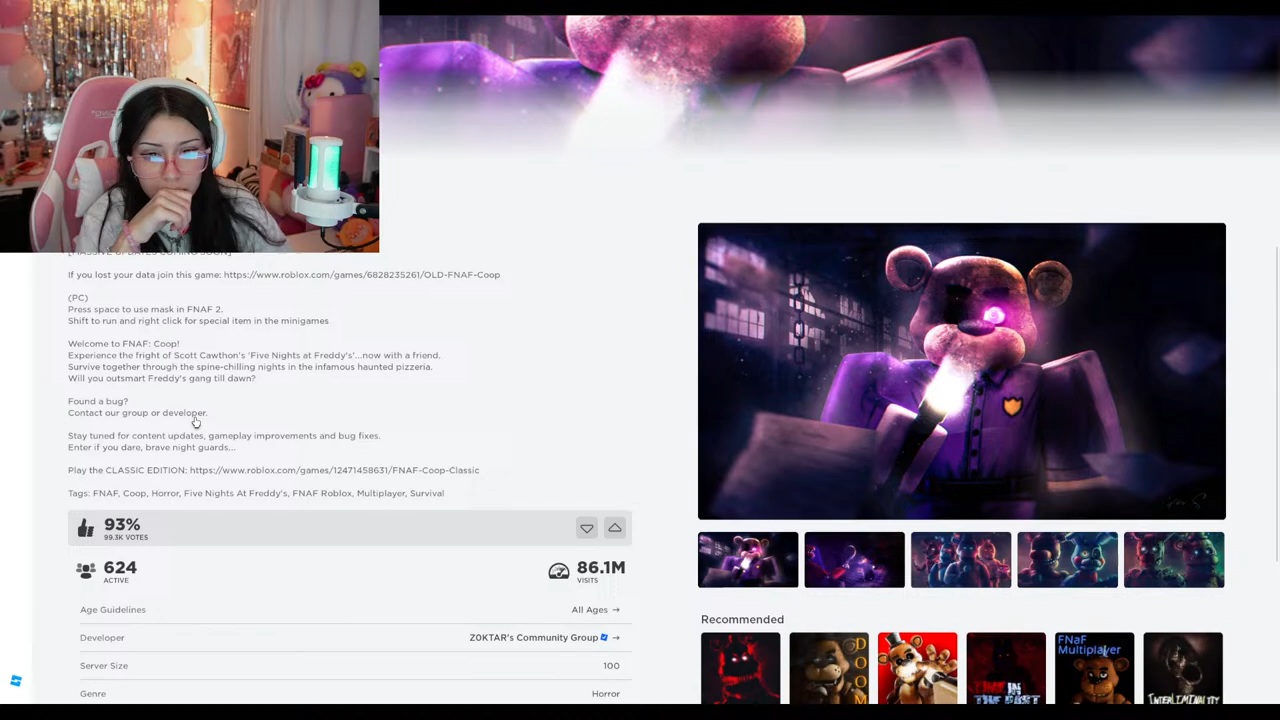 [MASSIVE UPDATES COMING SOON]
If you lost your data join this game: https://www.roblox.com/games/6828235261/OLD-FNAF-Coop
(PC)
Press space to use mask in FNAF 2.
Shift to run and right click for special item in the minigames
Welcome to FNAF: Coop!
Experience the fright of Scott Cawthon's 'Five Nights at Freddy's'...now with a friend.
Survive together through the spine-chilling nights in the infamous haunted pizzeria.
Will you outsmart Freddy's gang till dawn?
Found a bug?
Contact our group or developer.
Stay tuned for content updates, gameplay improvements and bug fixes.
Enter if you dare, brave night guards...
Play the CLASSIC EDITION: https://www.roblox.com/games/12471458631/FNAF-Coop-Classic
Tags: FNAF, Coop, Horror, Five Nights At Freddy's, FNAF Roblox, Multiplayer, Survival
93%
99.3K VOTES
624
ACTIVE
86.1M
VISITS
Age Guidelines
All Ages →
Developer
Z0KTAR's Community Group →
Server Size
100
Genre
Horror
Recommended
DOOM
FNaF
Multiplayer
INTERLIMINALITY